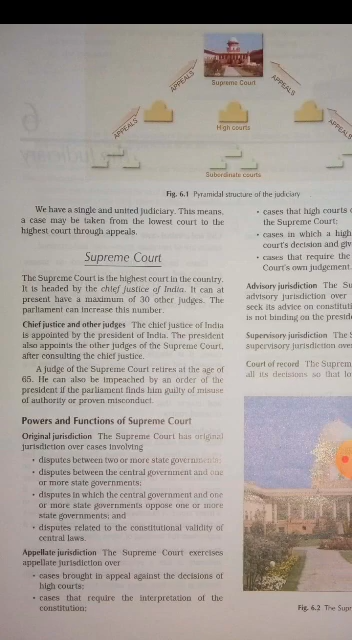 Supreme Court
APPEALS
APPEALS
High courts
APPEALS
APPEALS
Subordinate courts
Fig. 6.1 Pyramidal structure of the judiciary
We have a single and united judiciary. This means,
a case may be taken from the lowest court to the
highest court through appeals.
Supreme Court
The Supreme Court is the highest court in the country.
It is headed by the chief justice of India. It can at
present have a maximum of 30 other judges. The
parliament can increase this number.
Chief justice and other judges The chief justice of India
is appointed by the president of India. The president
also appoints the other judges of the Supreme Court,
after consulting the chief justice.
A judge of the Supreme Court retires at the age of
65. He can also be impeached by an order of the
president if the parliament finds him guilty of misuse
of authority or proven misconduct.
Powers and Functions of Supreme Court
Original jurisdiction The Supreme Court has original
jurisdiction over cases involving
• disputes between two or more state governments;
• disputes between the central government and one
or more state governments;
• disputes in which the central government and one
or more state governments oppose one or more
state governments; and
• disputes related to the constitutional validity of
central laws.
Appellate jurisdiction The Supreme Court exercises
appellate jurisdiction over
• cases brought in appeal against the decisions of
high courts;
• cases that require the interpretation of the
constitution;
• cases that high courts
the Supreme Court;
• cases in which a high
court's decision and giv
• cases that require the
Court's own judgement.
Advisory jurisdiction The Su
advisory jurisdiction over
seek its advice on constituti
is not binding on the preside
Supervisory jurisdiction The S
supervisory jurisdiction over
Court of record The Suprem
all its decisions so that lo
Fig. 6.2 The Supr